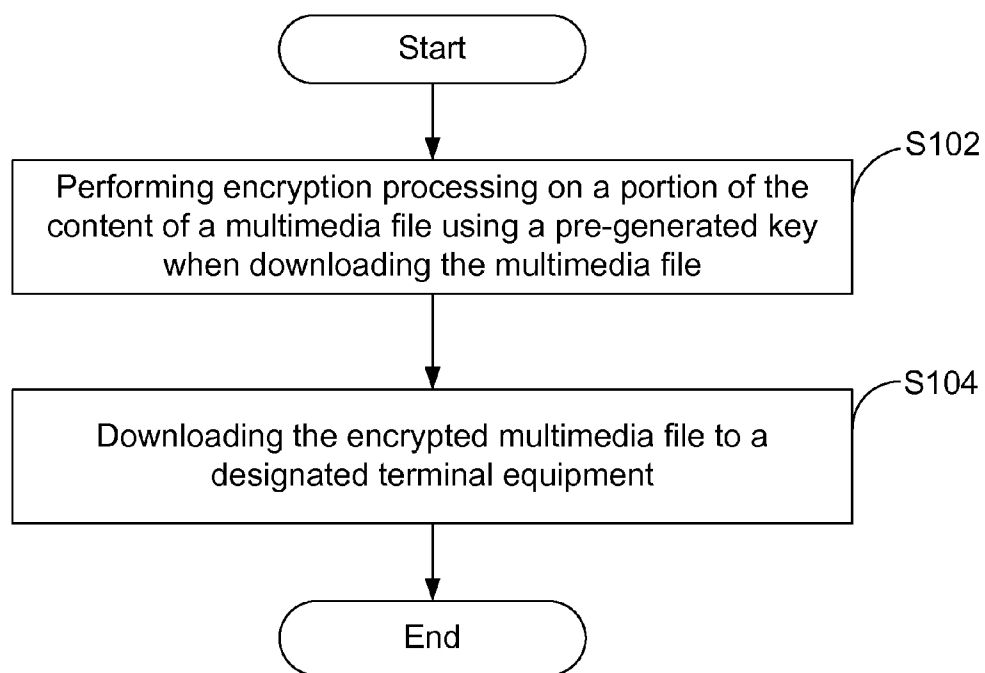 Start
S102
Performing encryption processing on a portion of the
content of a multimedia file using a pre-generated key
when downloading the multimedia file
S104
Downloading the encrypted multimedia file to a
designated terminal equipment
End